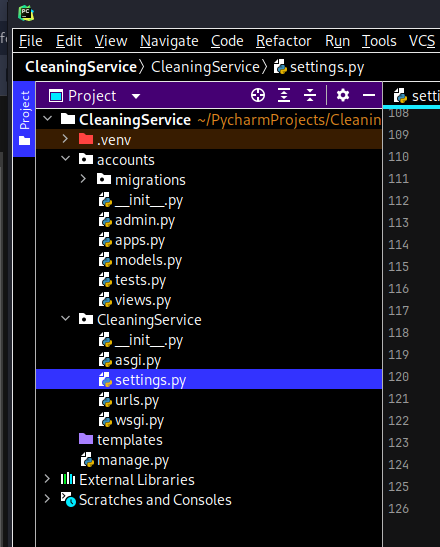 PC
File Edit View Navigate Code Refactor Run Tools VCS
CleaningService CleaningService settings.py
Project
Project
CleaningService ~/PycharmProjects/Cleanin
.venv
accounts
migrations
__init__.py
admin.py
apps.py
models.py
tests.py
views.py
CleaningService
__init__.py
asgi.py
settings.py
urls.py
wsgi.py
templates
manage.py
External Libraries
Scratches and Consoles
setti
108
109
110
111
112
113
114
115
116
117
118
119
120
121
122
123
124
125
126